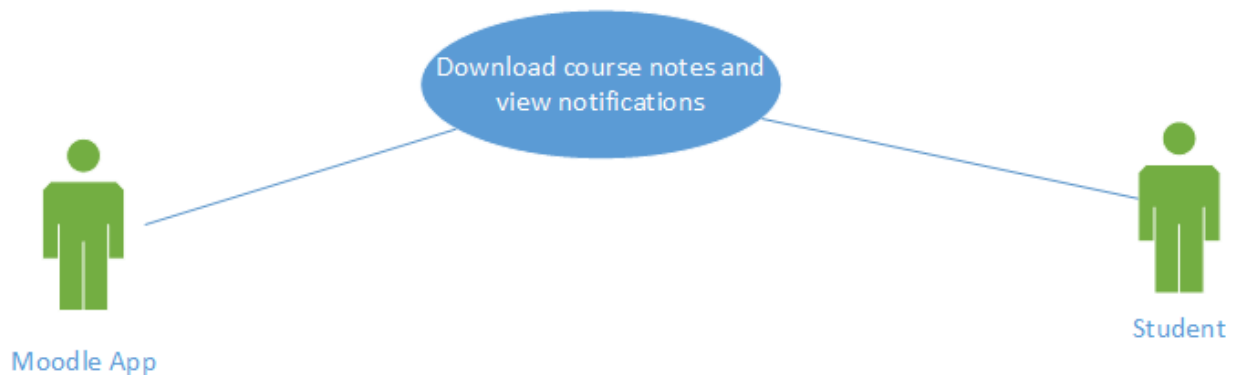 Download course notes and
view notifications
Student
Moodle App